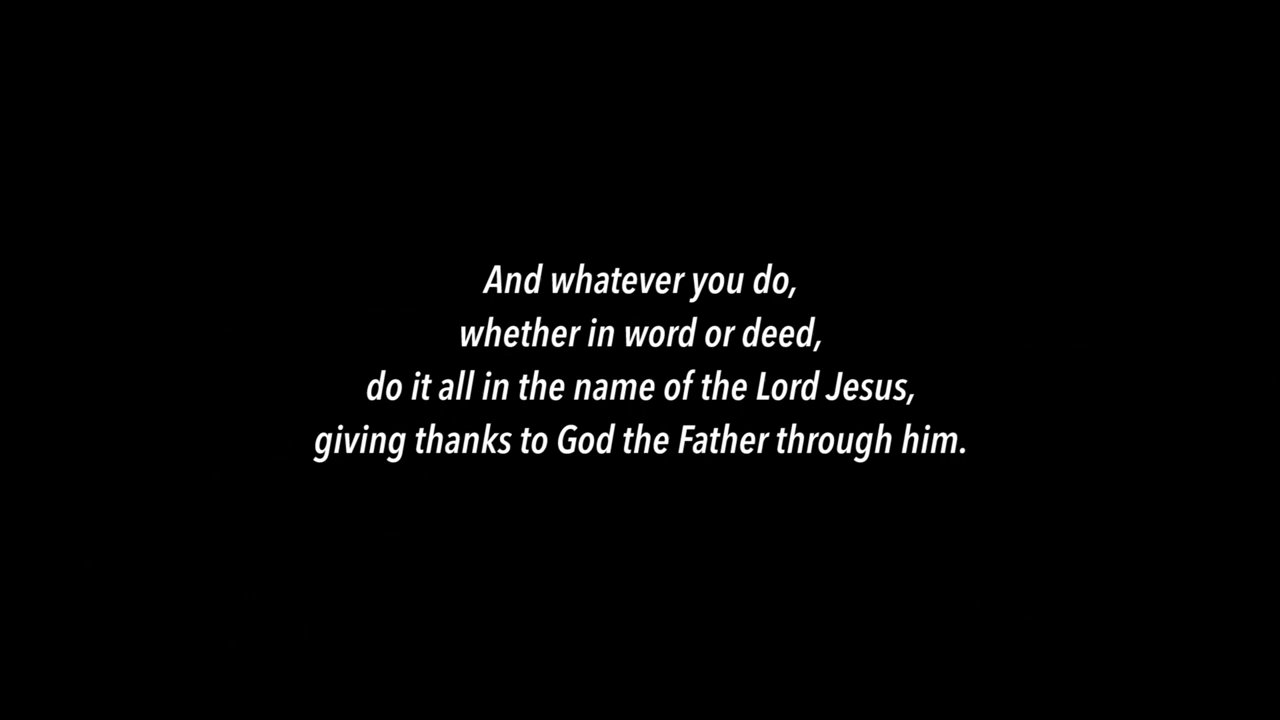 And whatever you do,
whether in word or deed,
do it all in the name of the Lord Jesus,
giving thanks to God the Father through him.